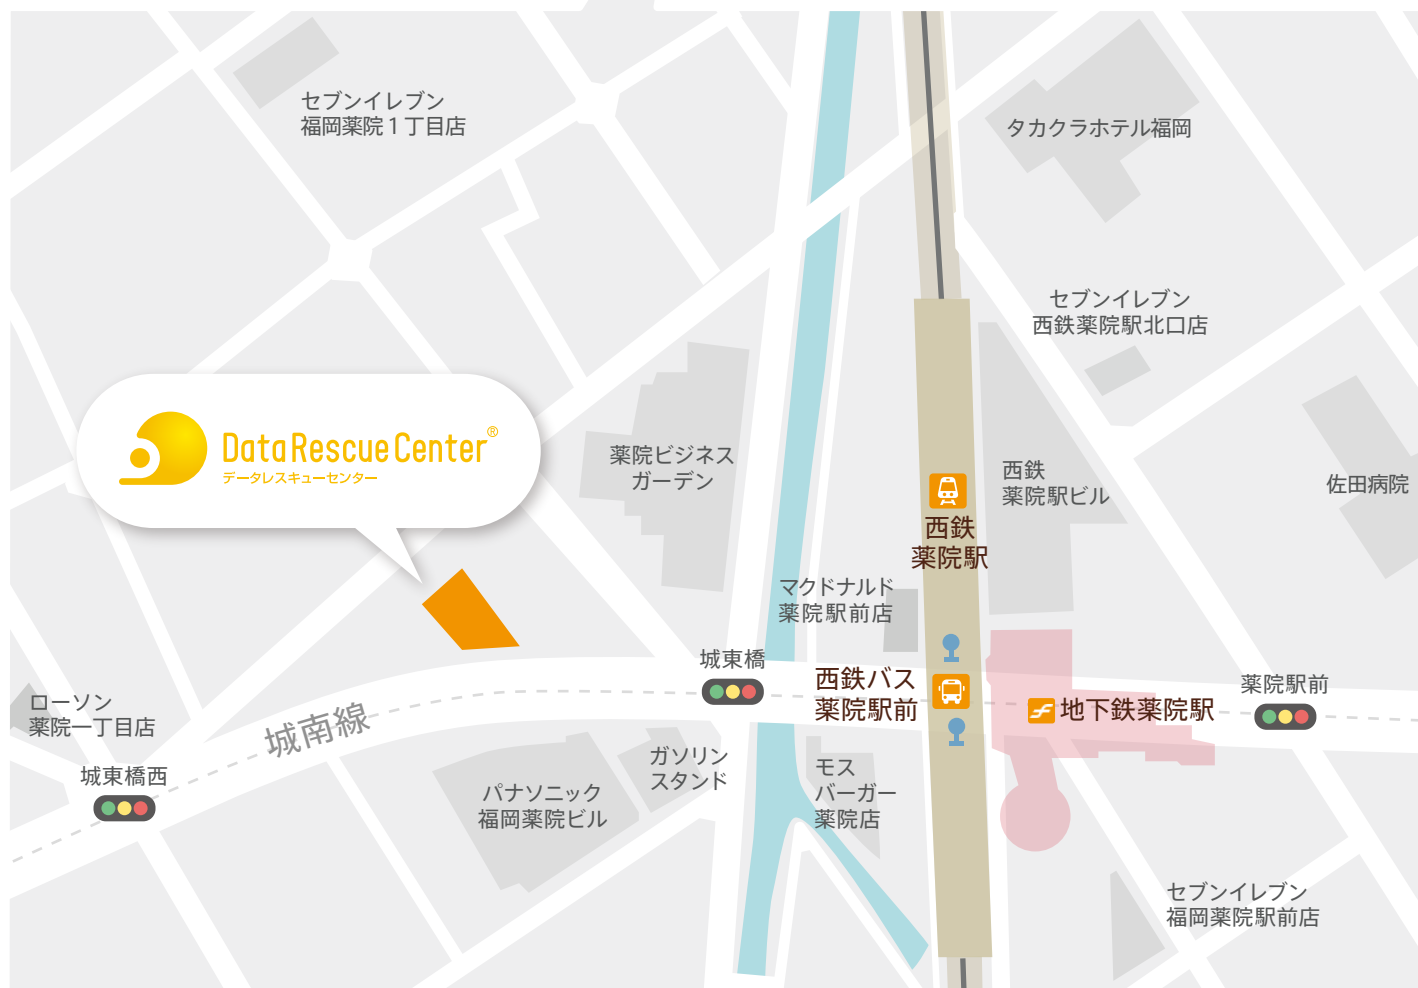 セブンイレブン
福岡薬院１丁目店
タカクラホテル福岡
セブンイレブン
西鉄薬院駅北口店
DataRescueCenter®
データレスキューセンター
薬院ビジネス
ガーデン
西鉄
薬院駅ビル
佐田病院
西鉄
薬院駅
マクドナルド
薬院駅前店
城東橋
西鉄バス
薬院駅前
地下鉄薬院駅
薬院駅前
ローソン
薬院一丁目店
城南線
城東橋西
ガソリン
スタンド
パナソニック
福岡薬院ビル
モス
バーガー
薬院店
セブンイレブン
福岡薬院駅前店